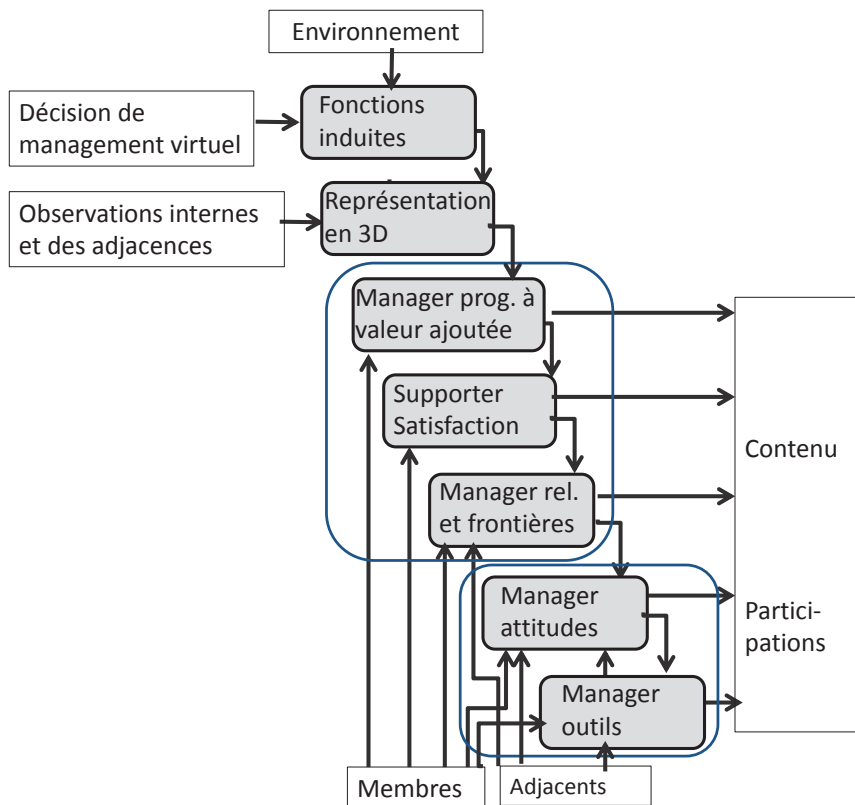 Environnement
Fonctions
induites
Décision de
management virtuel
Représentation
en 3D
Observations internes
et des adjacences
Manager prog. à
valeur ajoutée
Supporter
Satisfaction
Contenu
Manager rel.
et frontières
Manager
attitudes
Partici-
pations
Manager
outils
Membres
Adjacents